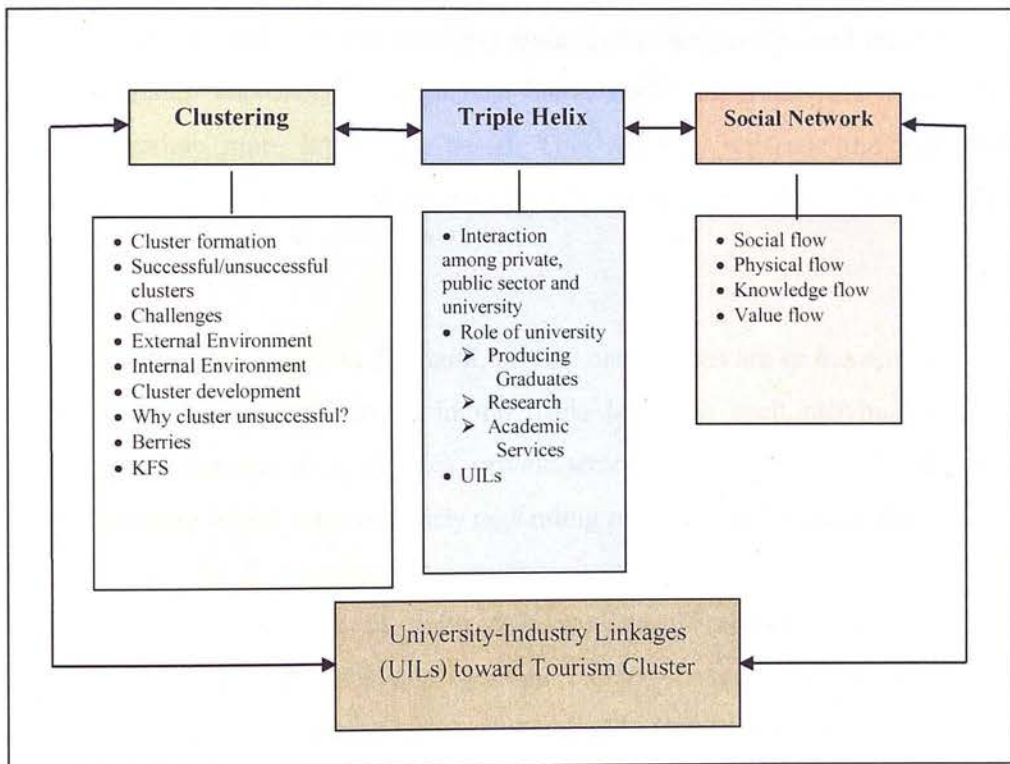 Clustering
Triple Helix
Social Network
• Cluster formation
• Successful/unsuccessful
clusters
• Challenges
• External Environment
• Internal Environment
• Cluster development
• Why cluster unsuccessful?
• Berries
• KFS
• Interaction
among private,
public sector and
university
• Role of university
➢ Producing
Graduates
➢ Research
➢ Academic
Services
• UILs
• Social flow
• Physical flow
• Knowledge flow
• Value flow
University-Industry Linkages
(UILs) toward Tourism Cluster